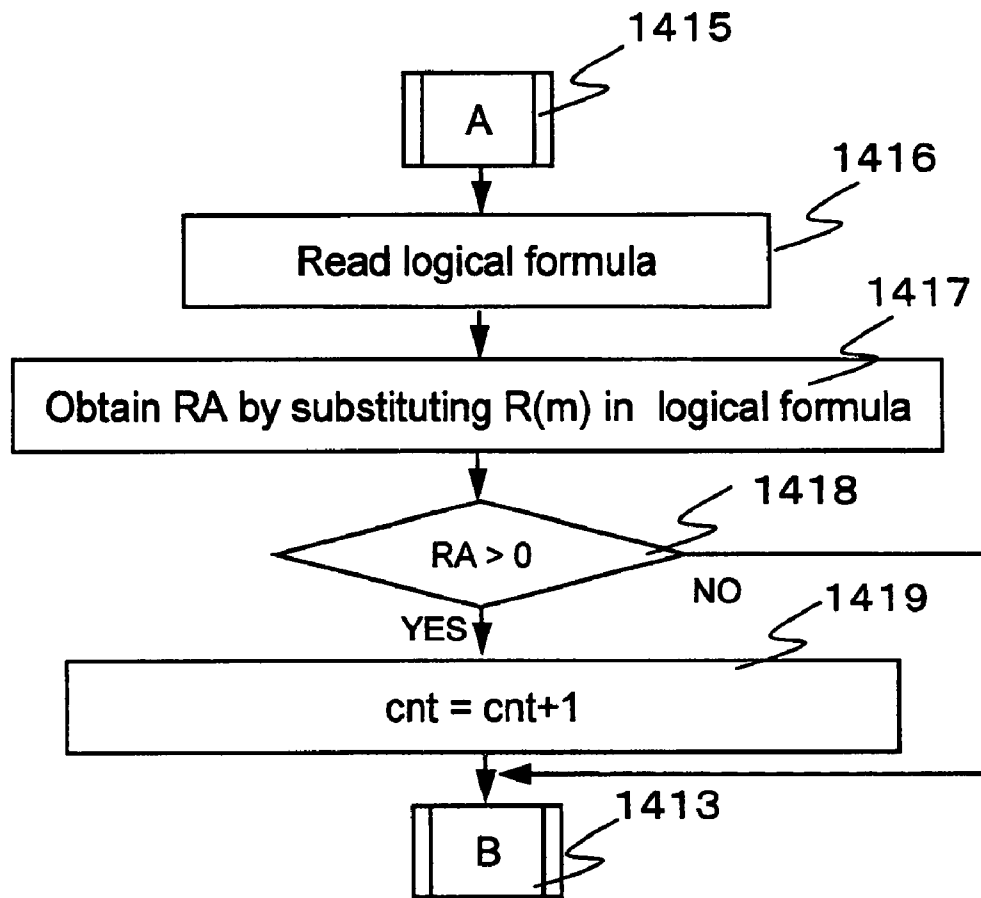 1415
A
1416
Read logical formula
1417
Obtain RA by substituting R(m) in logical formula
1418
RA > 0
NO
YES
1419
cnt = cnt+1
1413
B